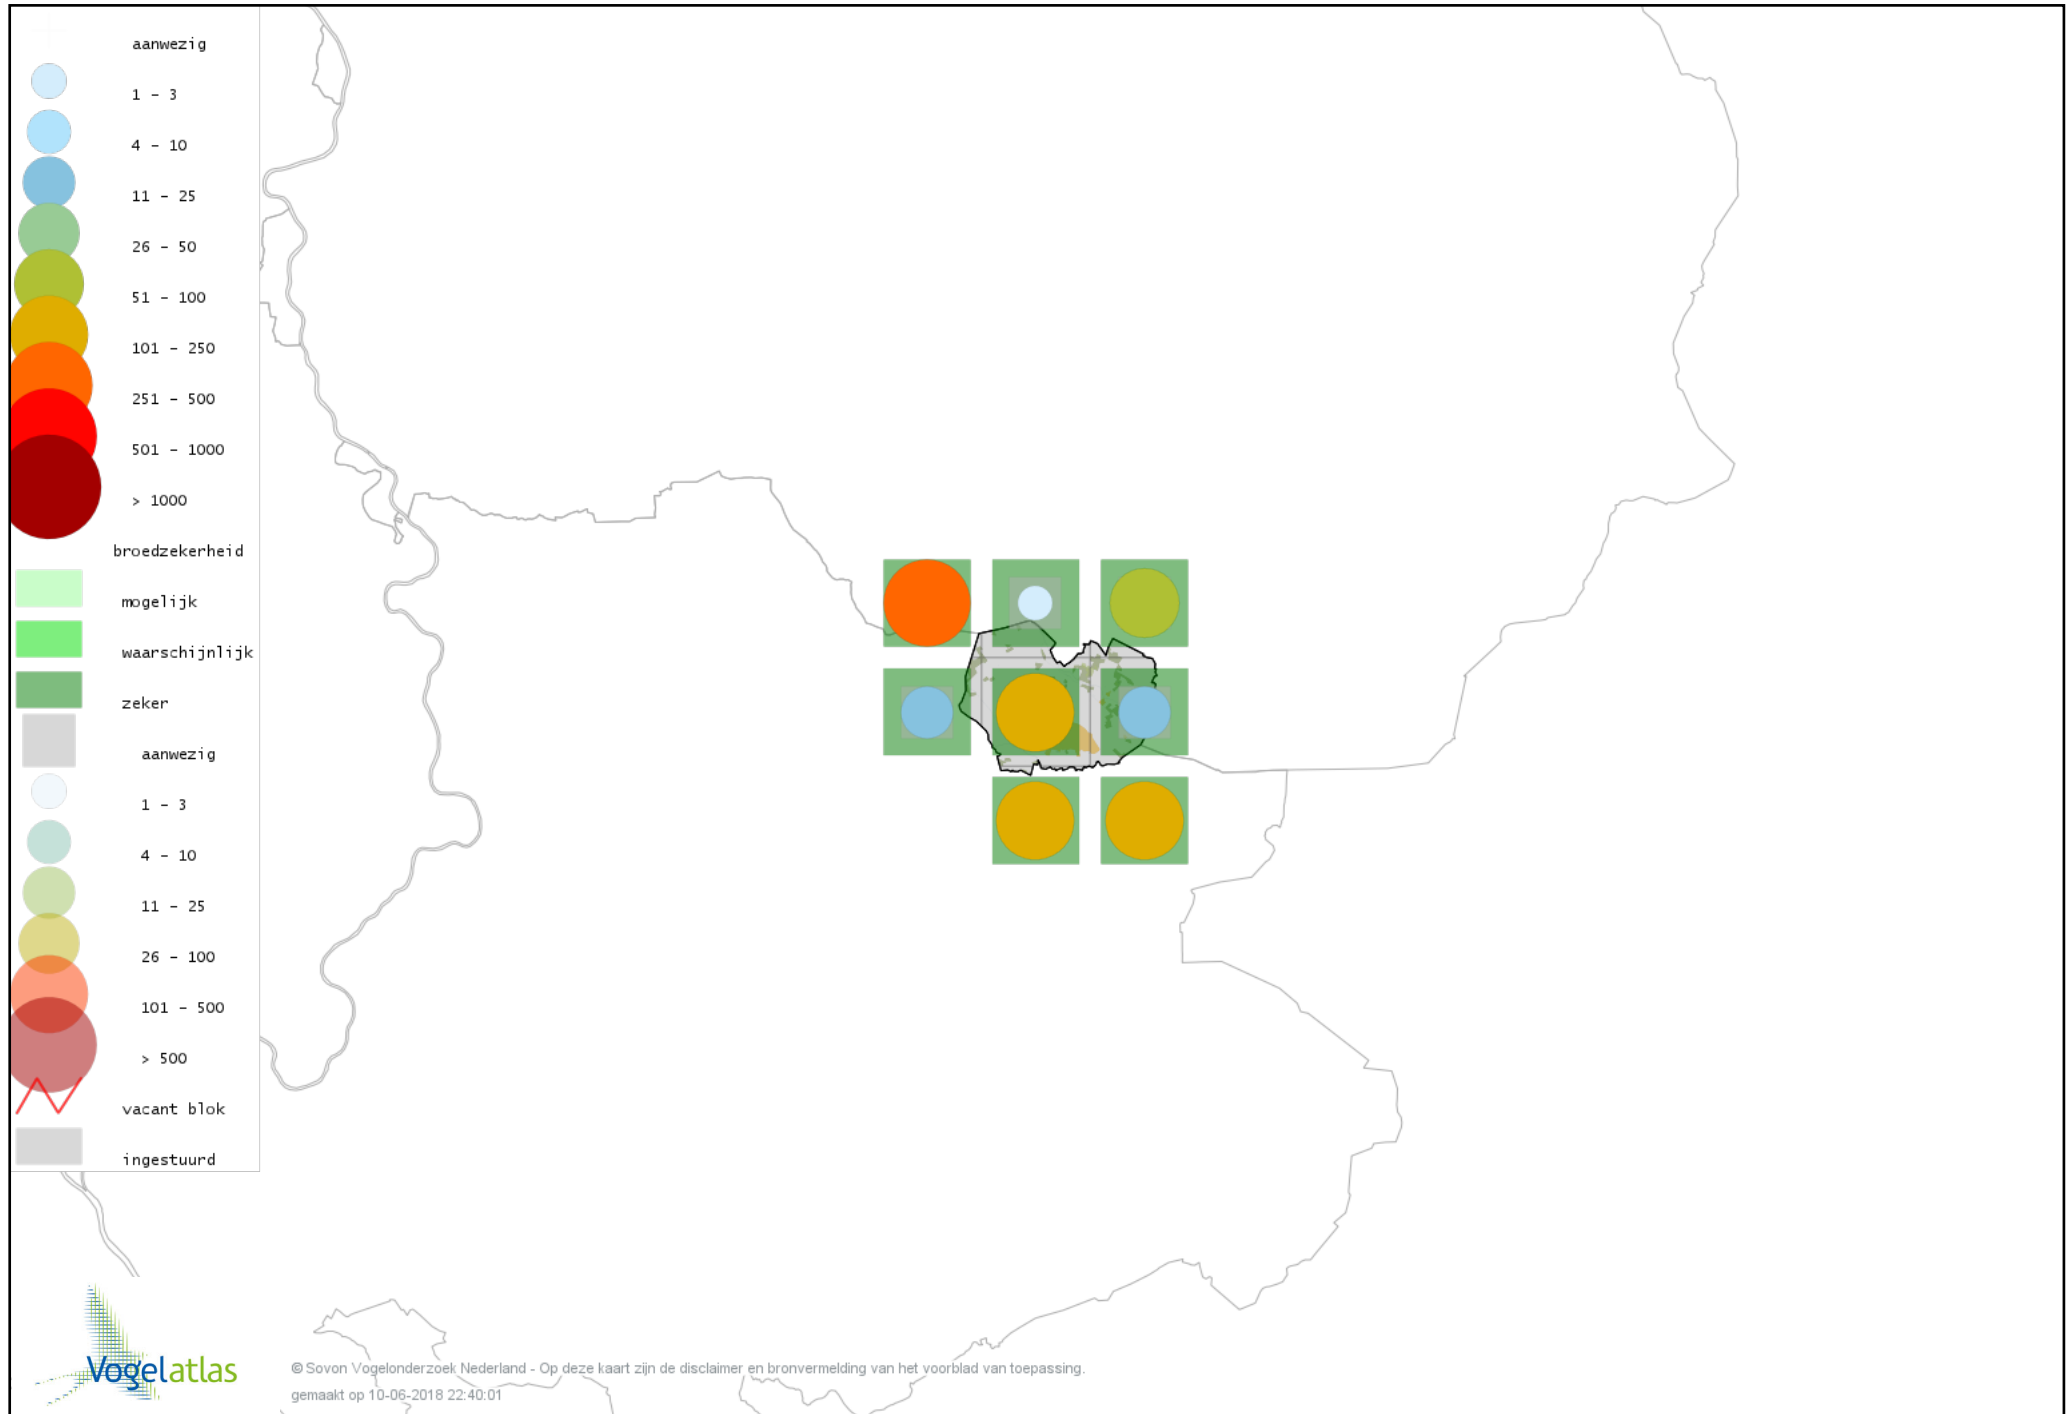 aanwezig
1 - 3
4 - 10
11 - 25
26 - 50
51 - 100
101 - 250
251 - 500
501 - 1000
> 1000
broedzekerheid
mogelijk
waarschijnlijk
zeker
aanwezig
1 - 3
4 - 10
11 - 25
26 - 100
101 - 500
> 500
vacant blok
ingestuurd
Vogelatlas
© Sovon Vogelonderzoek Nederland - Op deze kaart zijn de disclaimer en bronvermelding van het voorblad van toepassing.
gemaakt op 10-06-2018 22:40:01